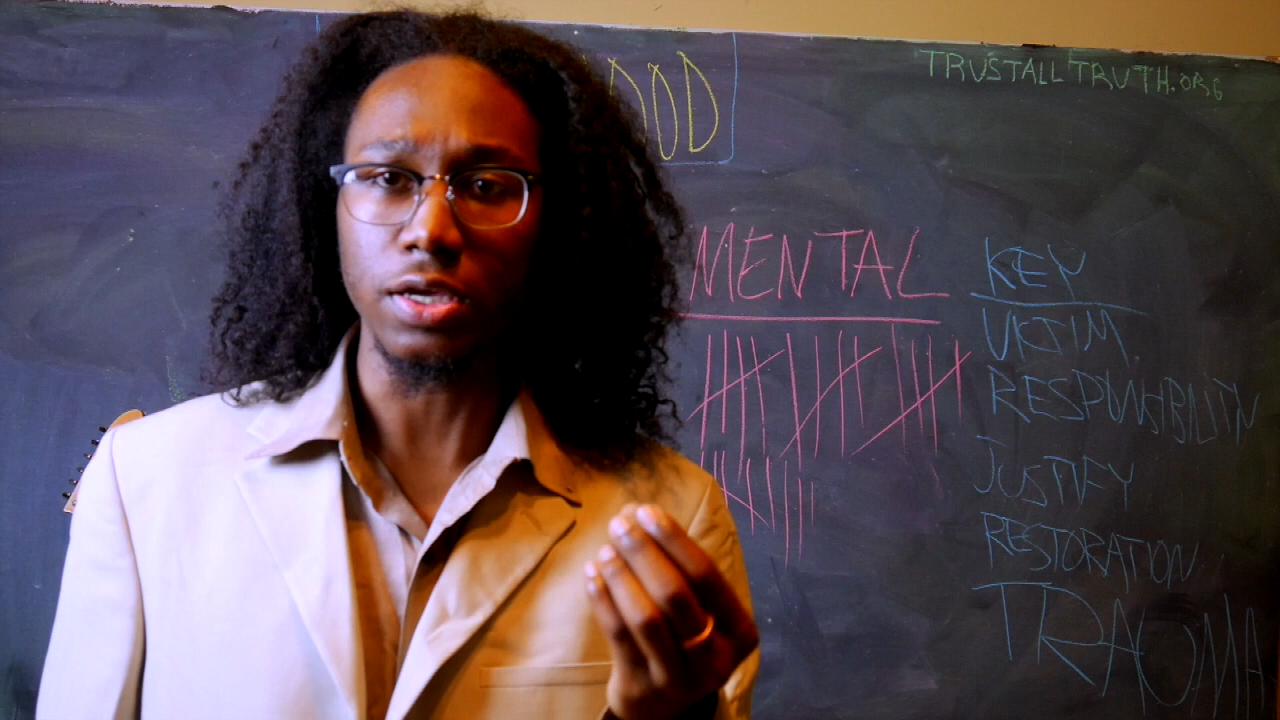 TRUSTALLTRUTH.ORG
MENTAL
KEY
VICTIM
RESPONSIBILITY
JUSTIFY
RESTORATION
TRAUMA